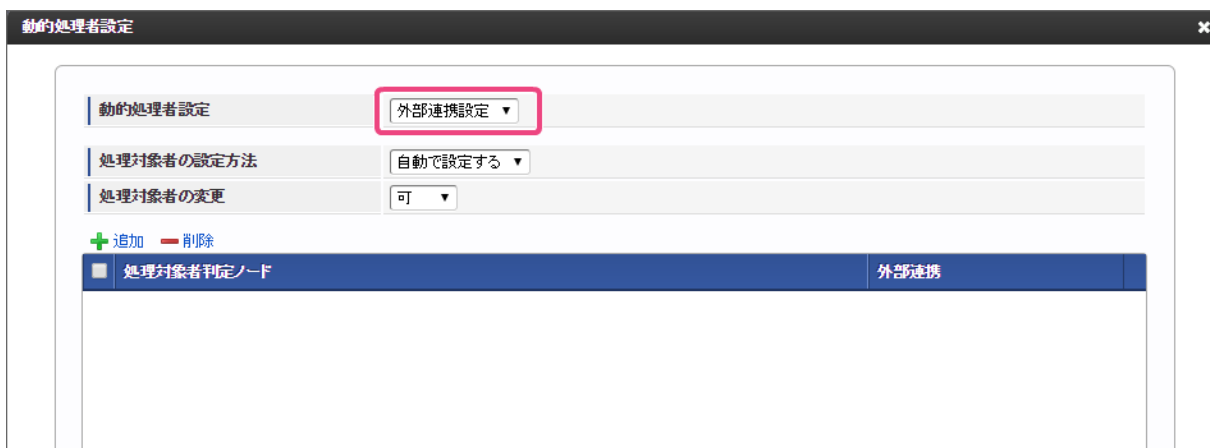 動的処理者設定
動的処理者設定 外部連携設定
処理対象者の設定方法 自動で設定する
処理対象者の変更 可
追加 削除
処理対象者判定ノード 外部連携